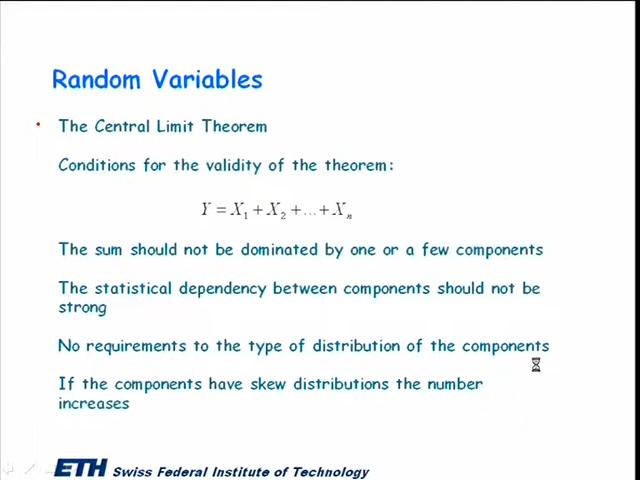 Random Variables
• The Central Limit Theorem
Conditions for the validity of the theorem:
Y = X₁ + X₂ + ... + Xₙ
The sum should not be dominated by one or a few components
The statistical dependency between components should not be
strong
No requirements to the type of distribution of the components
If the components have skew distributions the number
increases
ETH Swiss Federal Institute of Technology